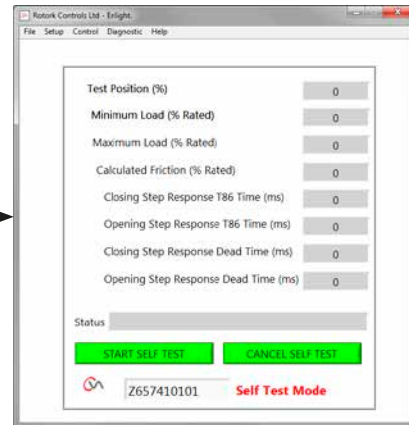 Rotork Controls Ltd - Enlight.
File Setup Control Diagnostic Help
Test Position (%) 0
Minimum Load (% Rated) 0
Maximum Load (% Rated) 0
Calculated Friction (% Rated) 0
Closing Step Response T86 Time (ms) 0
Opening Step Response T86 Time (ms) 0
Closing Step Response Dead Time (ms) 0
Opening Step Response Dead Time (ms) 0
Status
START SELF TEST CANCEL SELF TEST
Z657410101 Self Test Mode